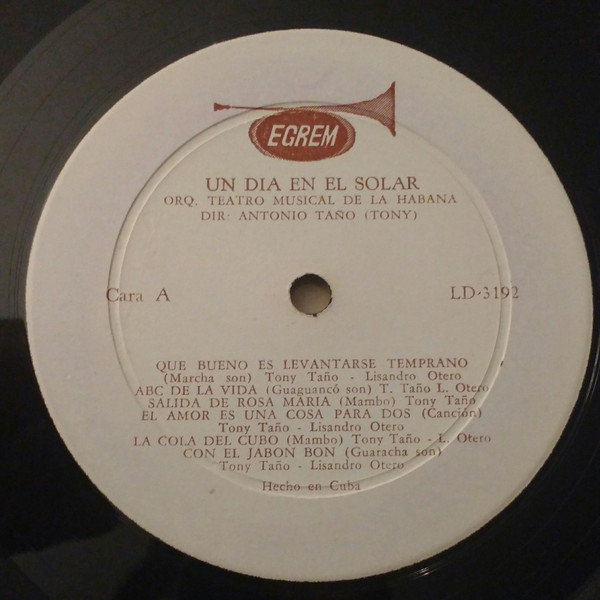 EGREM
UN DIA EN EL SOLAR
ORQ. TEATRO MUSICAL DE LA HABANA
DIR: ANTONIO TAÑO (TONY)
Cara A
LD-3192
QUE BUENO ES LEVANTARSE TEMPRANO
(Marcha son) Tony Taño - Lisandro Otero
ABC DE LA VIDA (Guaguancó son) T. Taño L. Otero
SALIDA DE ROSA MARIA (Mambo) Tony Taño
EL AMOR ES UNA COSA PARA DOS (Canción)
Tony Taño - Lisandro Otero
LA COLA DEL CUBO (Mambo) Tony Taño - L. Otero
CON EL JABON BON (Guaracha son)
Tony Taño - Lisandro Otero
Hecho en Cuba